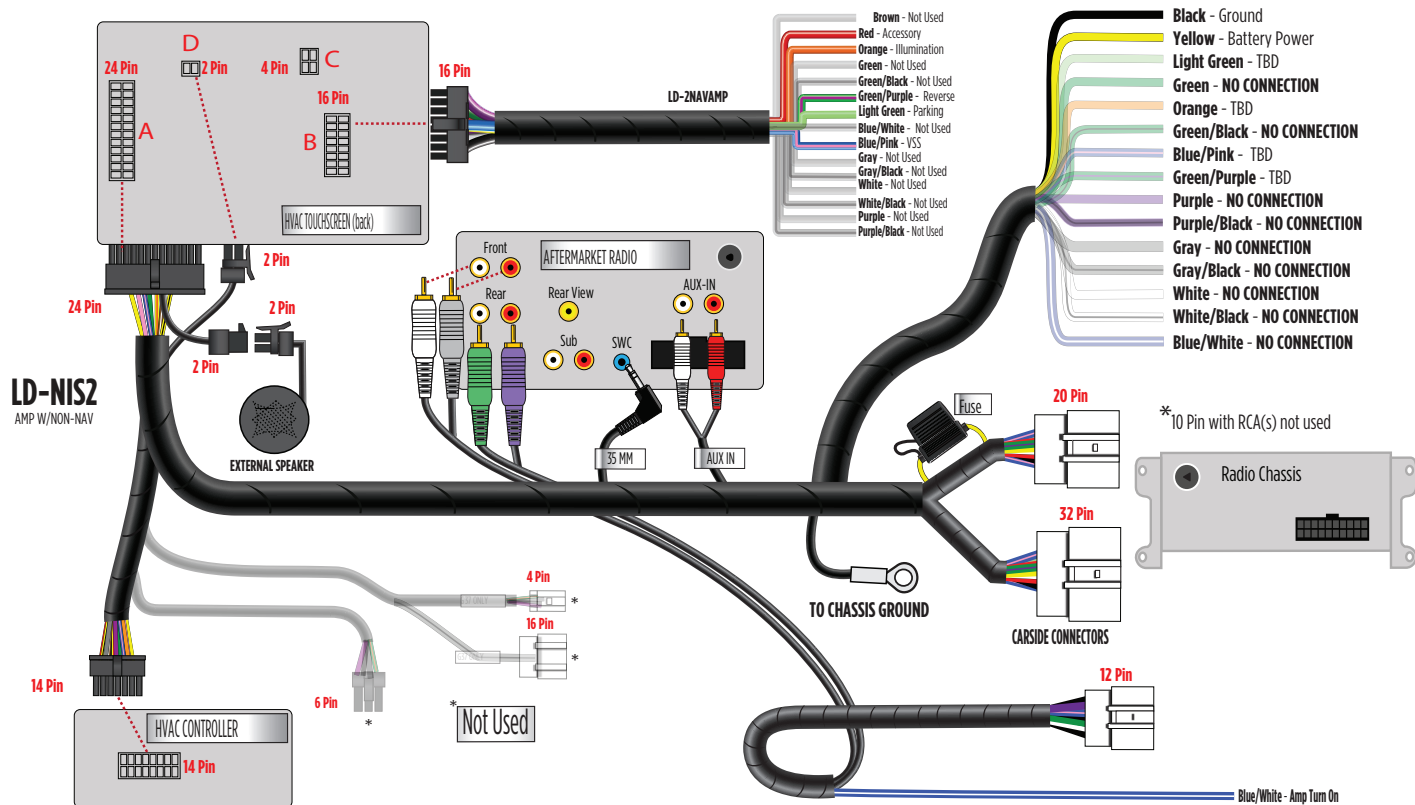 D
2 Pin
4 Pin
C
24 Pin
A
16 Pin
B
HVAC TOUCHSCREEN (back)
16 Pin
LD-2NAVAMP
Brown - Not Used
Red - Accessory
Orange - Illumination
Green - Not Used
Green/Black - Not Used
Green/Purple - Reverse
Light Green - Parking
Blue/White - Not Used
Blue/Pink - VSS
Gray - Not Used
Gray/Black - Not Used
White - Not Used
White/Black - Not Used
Purple - Not Used
Purple/Black - Not Used
Black - Ground
Yellow - Battery Power
Light Green - TBD
Green - NO CONNECTION
Orange - TBD
Green/Black - NO CONNECTION
Blue/Pink - TBD
Green/Purple - TBD
Purple - NO CONNECTION
Purple/Black - NO CONNECTION
Gray - NO CONNECTION
Gray/Black - NO CONNECTION
White - NO CONNECTION
White/Black - NO CONNECTION
Blue/White - NO CONNECTION
24 Pin
2 Pin
2 Pin
2 Pin
EXTERNAL SPEAKER
LD-NIS2
AMP W/NON-NAV
AFTERMARKET RADIO
Front
Rear
Rear View
Sub
SWC
AUX-IN
35 MM
AUX IN
Fuse
20 Pin
32 Pin
CARSIDE CONNECTORS
*10 Pin with RCA(s) not used
Radio Chassis
TO CHASSIS GROUND
4 Pin
*
16 Pin
*
6 Pin
*
*Not Used
14 Pin
HVAC CONTROLLER
14 Pin
12 Pin
Blue/White - Amp Turn On